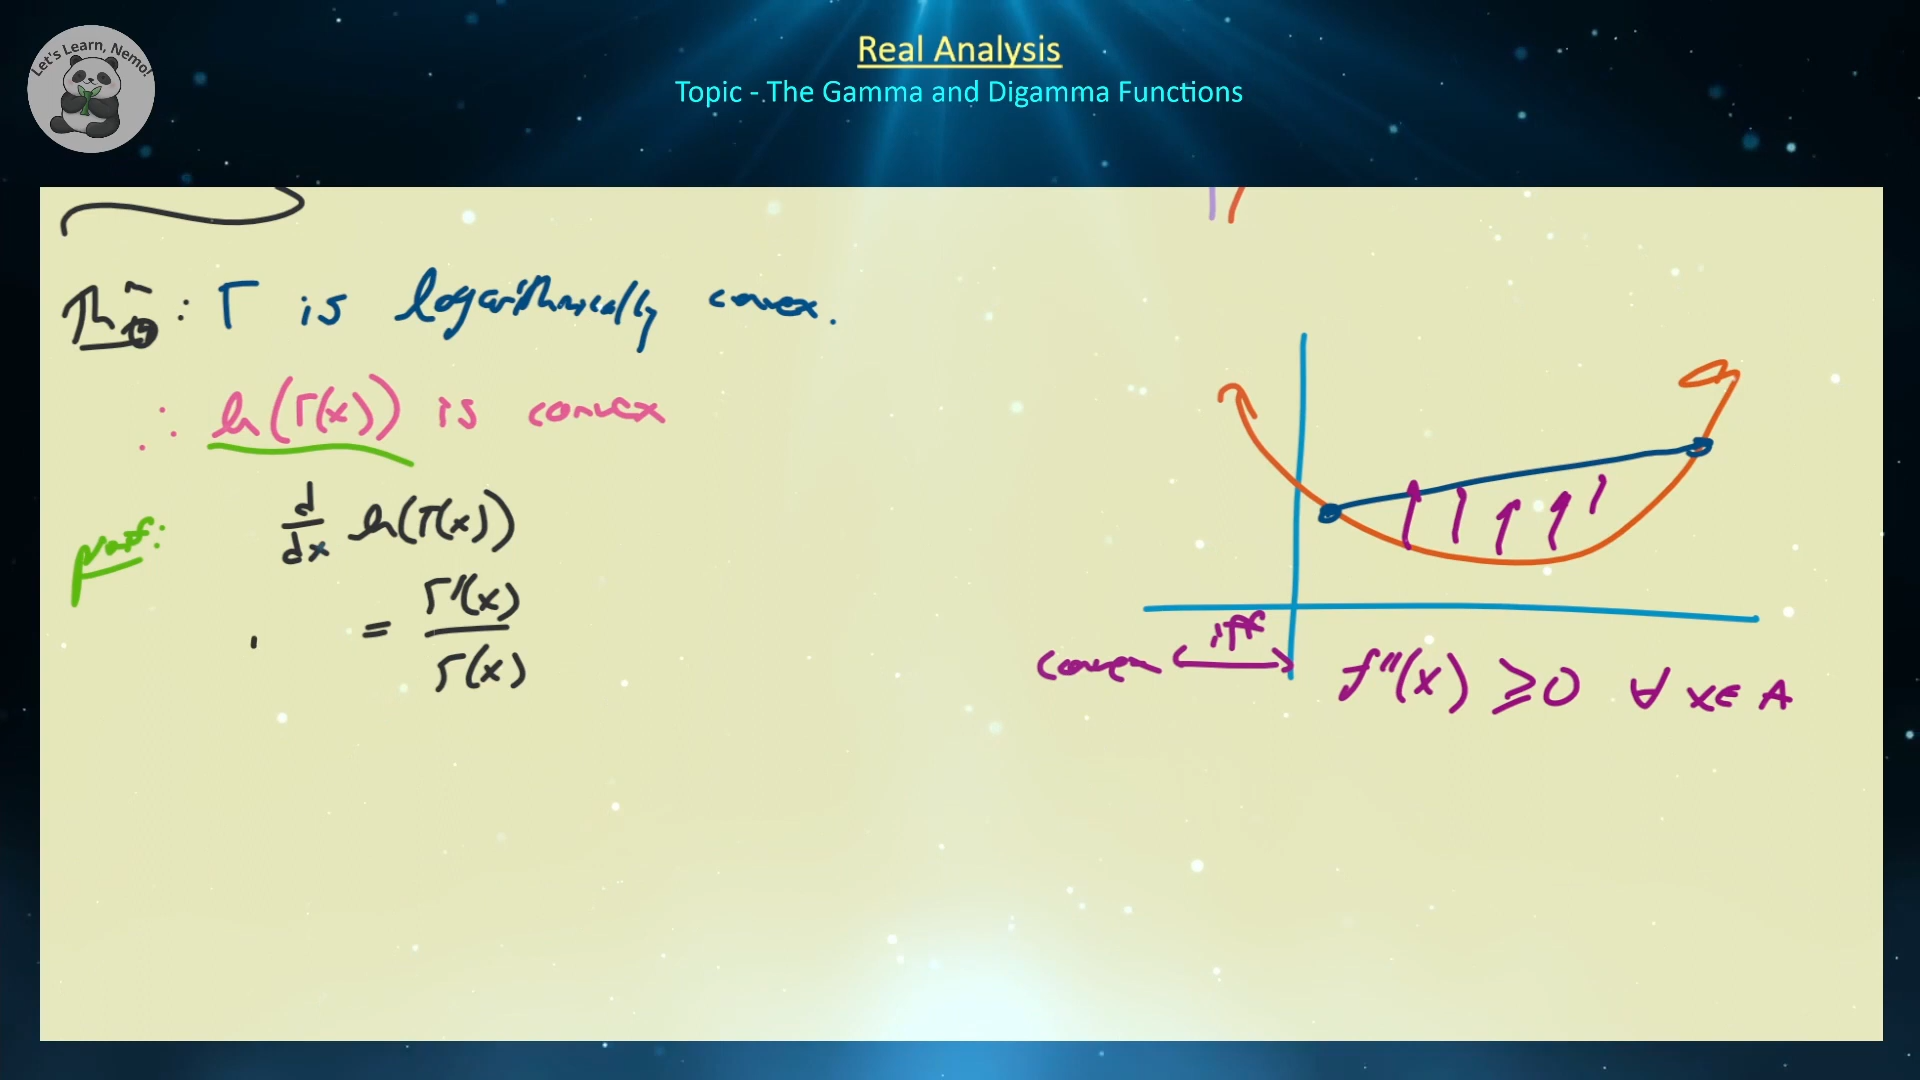 Let's Learn, Nemo!
Real Analysis
Topic - The Gamma and Digamma Functions
: Γ is logarithmically convex.
∴ ln(Γ(x)) is convex
proof: d/dx ln(Γ(x))
= Γ'(x)/Γ(x)
convex ⟷ iff f''(x) ≥ 0 ∀ x ∈ A